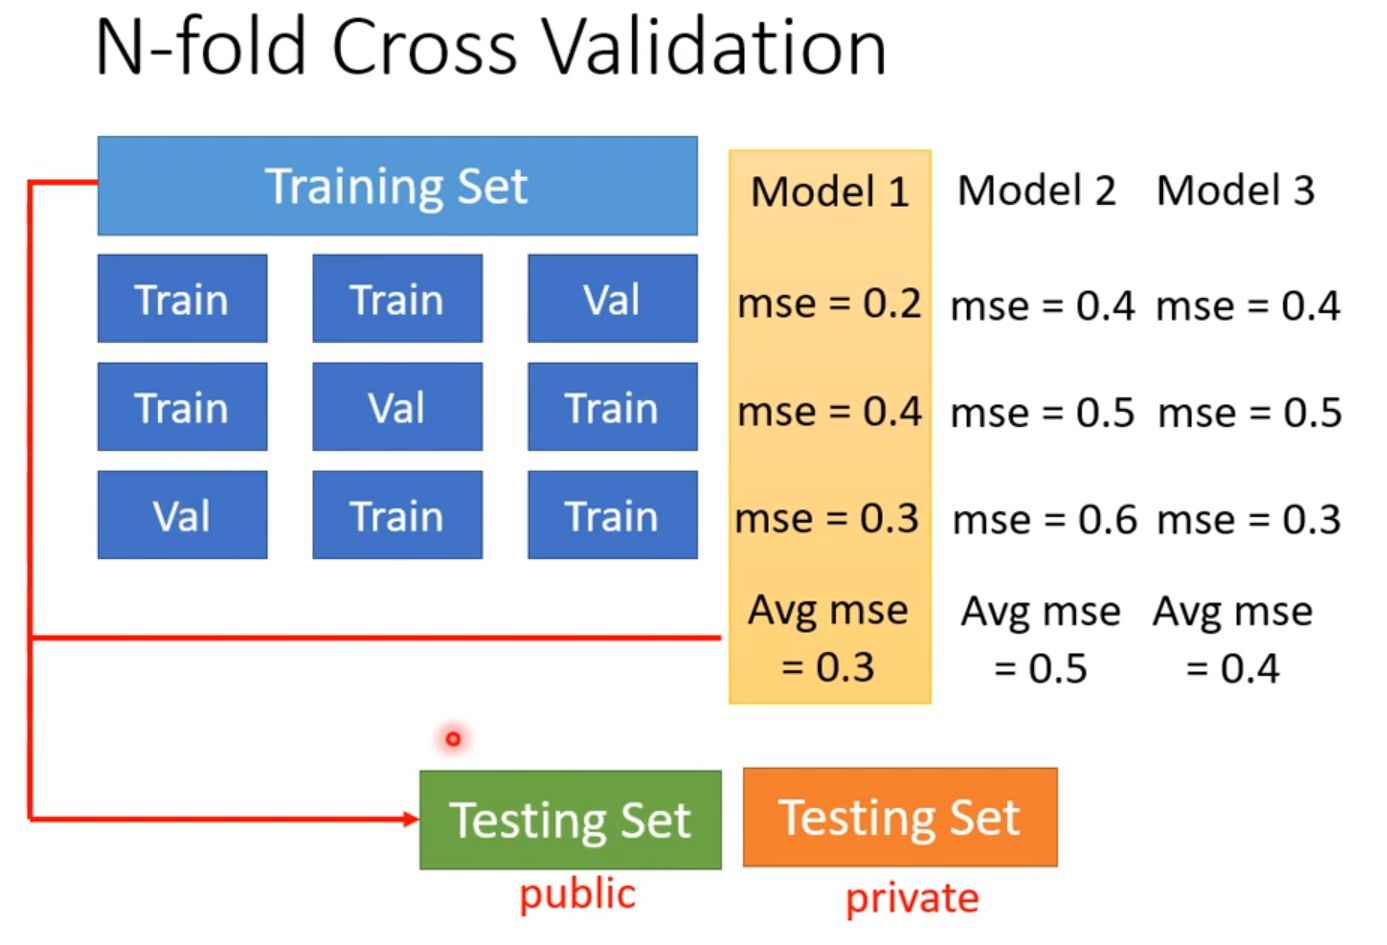 N-fold Cross Validation
Training Set
Model 1 Model 2 Model 3
Train Train Val mse = 0.2 mse = 0.4 mse = 0.4
Train Val Train mse = 0.4 mse = 0.5 mse = 0.5
Val Train Train mse = 0.3 mse = 0.6 mse = 0.3
Avg mse Avg mse Avg mse
= 0.3 = 0.5 = 0.4
Testing Set Testing Set
public private